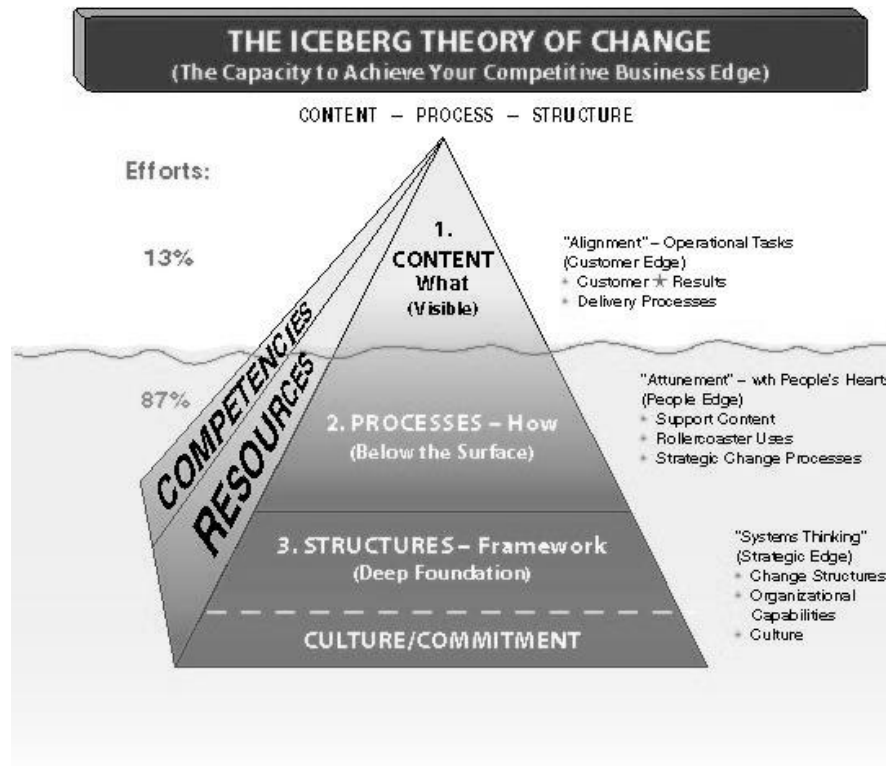 THE ICEBERG THEORY OF CHANGE
(The Capacity to Achieve Your Competitive Business Edge)
CONTENT – PROCESS – STRUCTURE
Efforts:
13%
1.
CONTENT
What
(Visible)
"Alignment" – Operational Tasks
(Customer Edge)
• Customer ★ Results
• Delivery Processes
COMPETENCIES
RESOURCES
87%
2. PROCESSES – How
(Below the Surface)
"Attunement" – wth People's Hearts
(People Edge)
• Support Content
• Rollercoaster Uses
• Strategic Change Processes
3. STRUCTURES – Framework
(Deep Foundation)
"Systems Thinking"
(Strategic Edge)
• Change Structures
• Organizational
Capabilities
• Culture
CULTURE/COMMITMENT